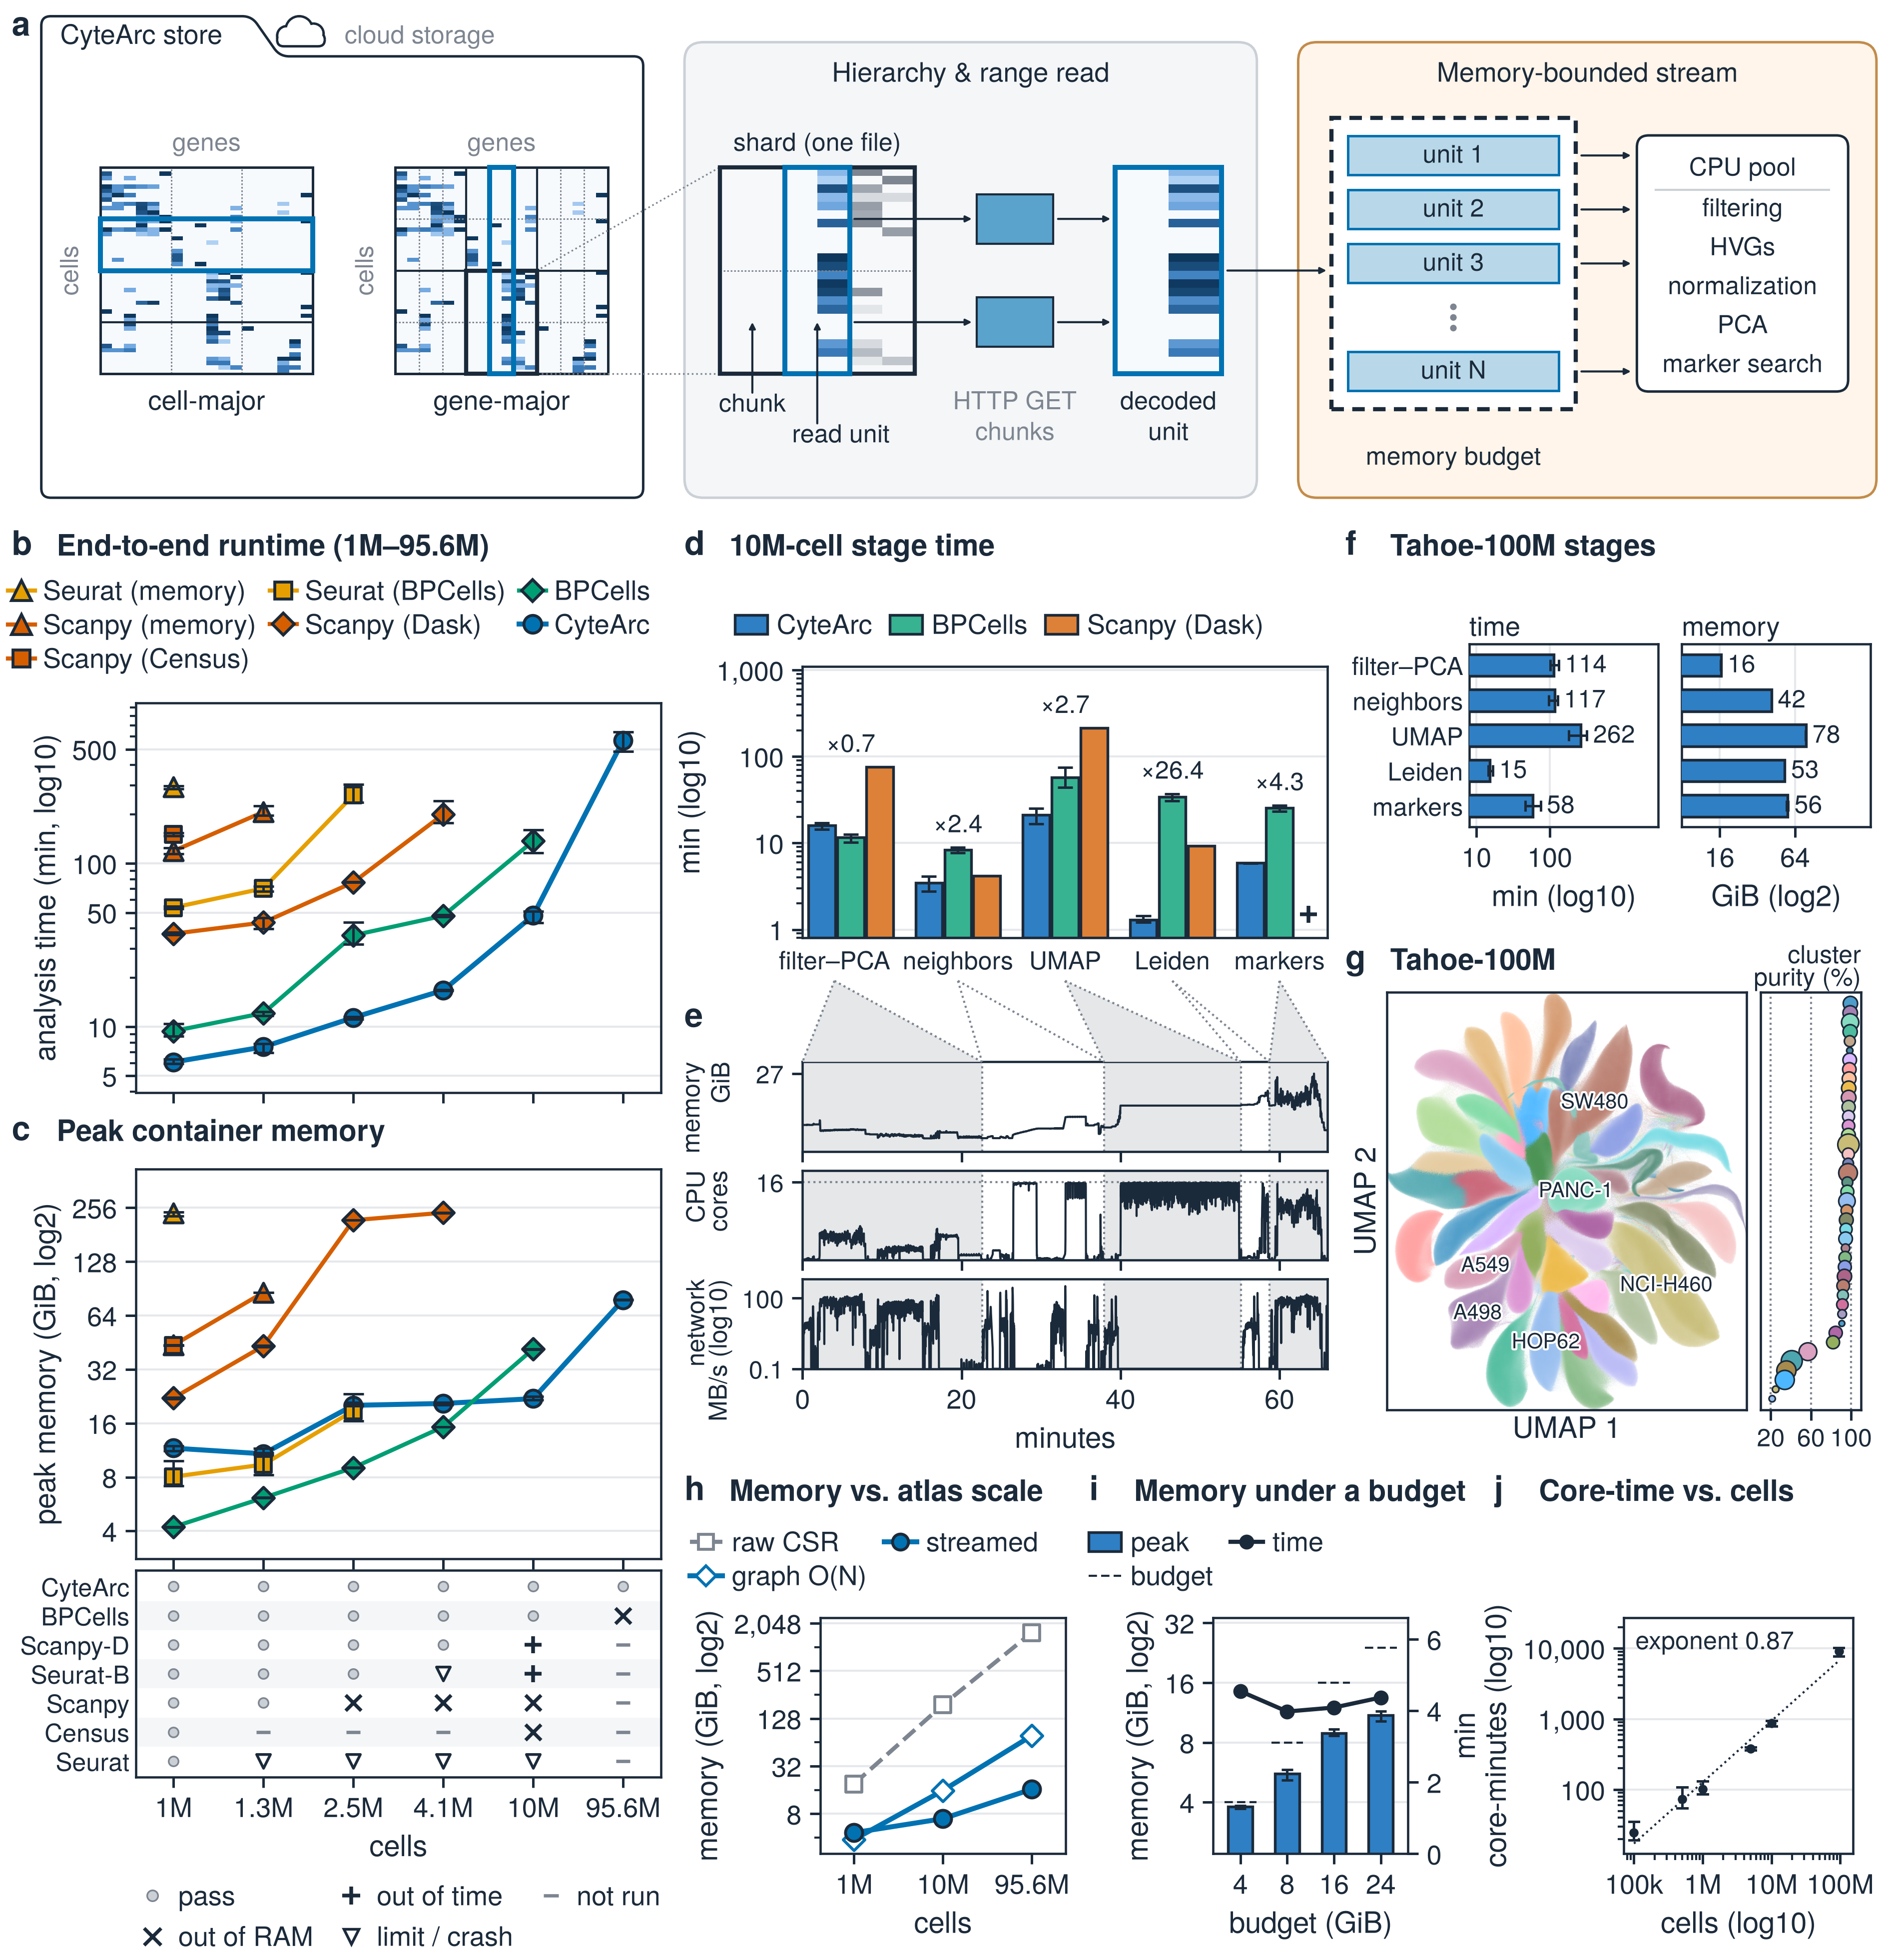 a
CyteArc store
cloud storage
genes
genes
cells
cells
cell-major
gene-major
Hierarchy & range read
shard (one file)
chunk
read unit
HTTP GET
chunks
decoded
unit
Memory-bounded stream
unit 1
unit 2
unit 3
unit N
memory budget
CPU pool
filtering
HVGs
normalization
PCA
marker search
b End-to-end runtime (1M–95.6M)
Seurat (memory)
Seurat (BPCells)
BPCells
Scanpy (memory)
Scanpy (Dask)
CyteArc
Scanpy (Census)
analysis time (min, log10)
500
100
50
10
5
c Peak container memory
peak memory (GiB, log2)
256
128
64
32
16
8
4
CyteArc
BPCells
Scanpy-D
Seurat-B
Scanpy
Census
Seurat
1M 1.3M 2.5M 4.1M 10M 95.6M
cells
pass
+ out of time
– not run
× out of RAM
▽ limit / crash
d 10M-cell stage time
CyteArc
BPCells
Scanpy (Dask)
min (log10)
1,000
100
10
1
×0.7
×2.4
×2.7
×26.4
×4.3
+
filter–PCA neighbors UMAP Leiden markers
e
memory
GiB
27
CPU
cores
16
network
MB/s (log10)
100
0.1
0 20 40 60
minutes
f Tahoe-100M stages
time
memory
filter–PCA 114 16
neighbors 117 42
UMAP 262 78
Leiden 15 53
markers 58 56
10 100
16 64
min (log10)
GiB (log2)
g Tahoe-100M
cluster
purity (%)
SW480
PANC-1
A549
NCI-H460
A498
HOP62
UMAP 2
UMAP 1
20 60 100
h Memory vs. atlas scale
raw CSR
streamed
graph O(N)
memory (GiB, log2)
2,048
512
128
32
8
1M 10M 95.6M
cells
i Memory under a budget
peak
time
budget
memory (GiB, log2)
32
16
8
4
6
4
2
0
min
4 8 16 24
budget (GiB)
j Core-time vs. cells
exponent 0.87
core-minutes (log10)
10,000
1,000
100
100k 1M 10M 100M
cells (log10)